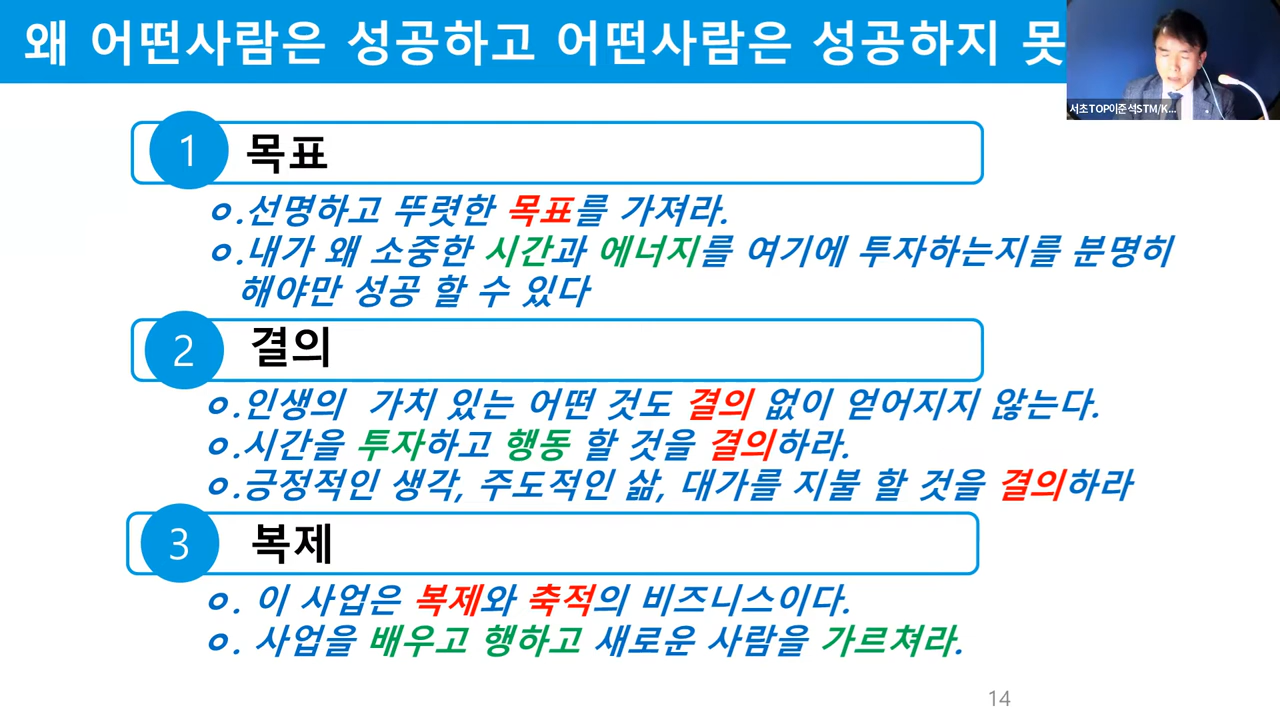 왜 어떤사람은 성공하고 어떤사람은 성공하지 못
서초TOP이준석STM/K...
1 목표
ㅇ.선명하고 뚜렷한 목표를 가져라.
ㅇ.내가 왜 소중한 시간과 에너지를 여기에 투자하는지를 분명히
해야만 성공 할 수 있다
2 결의
ㅇ.인생의 가치 있는 어떤 것도 결의 없이 얻어지지 않는다.
ㅇ.시간을 투자하고 행동 할 것을 결의하라.
ㅇ.긍정적인 생각, 주도적인 삶, 대가를 지불 할 것을 결의하라
3 복제
ㅇ. 이 사업은 복제와 축적의 비즈니스이다.
ㅇ. 사업을 배우고 행하고 새로운 사람을 가르쳐라.
14